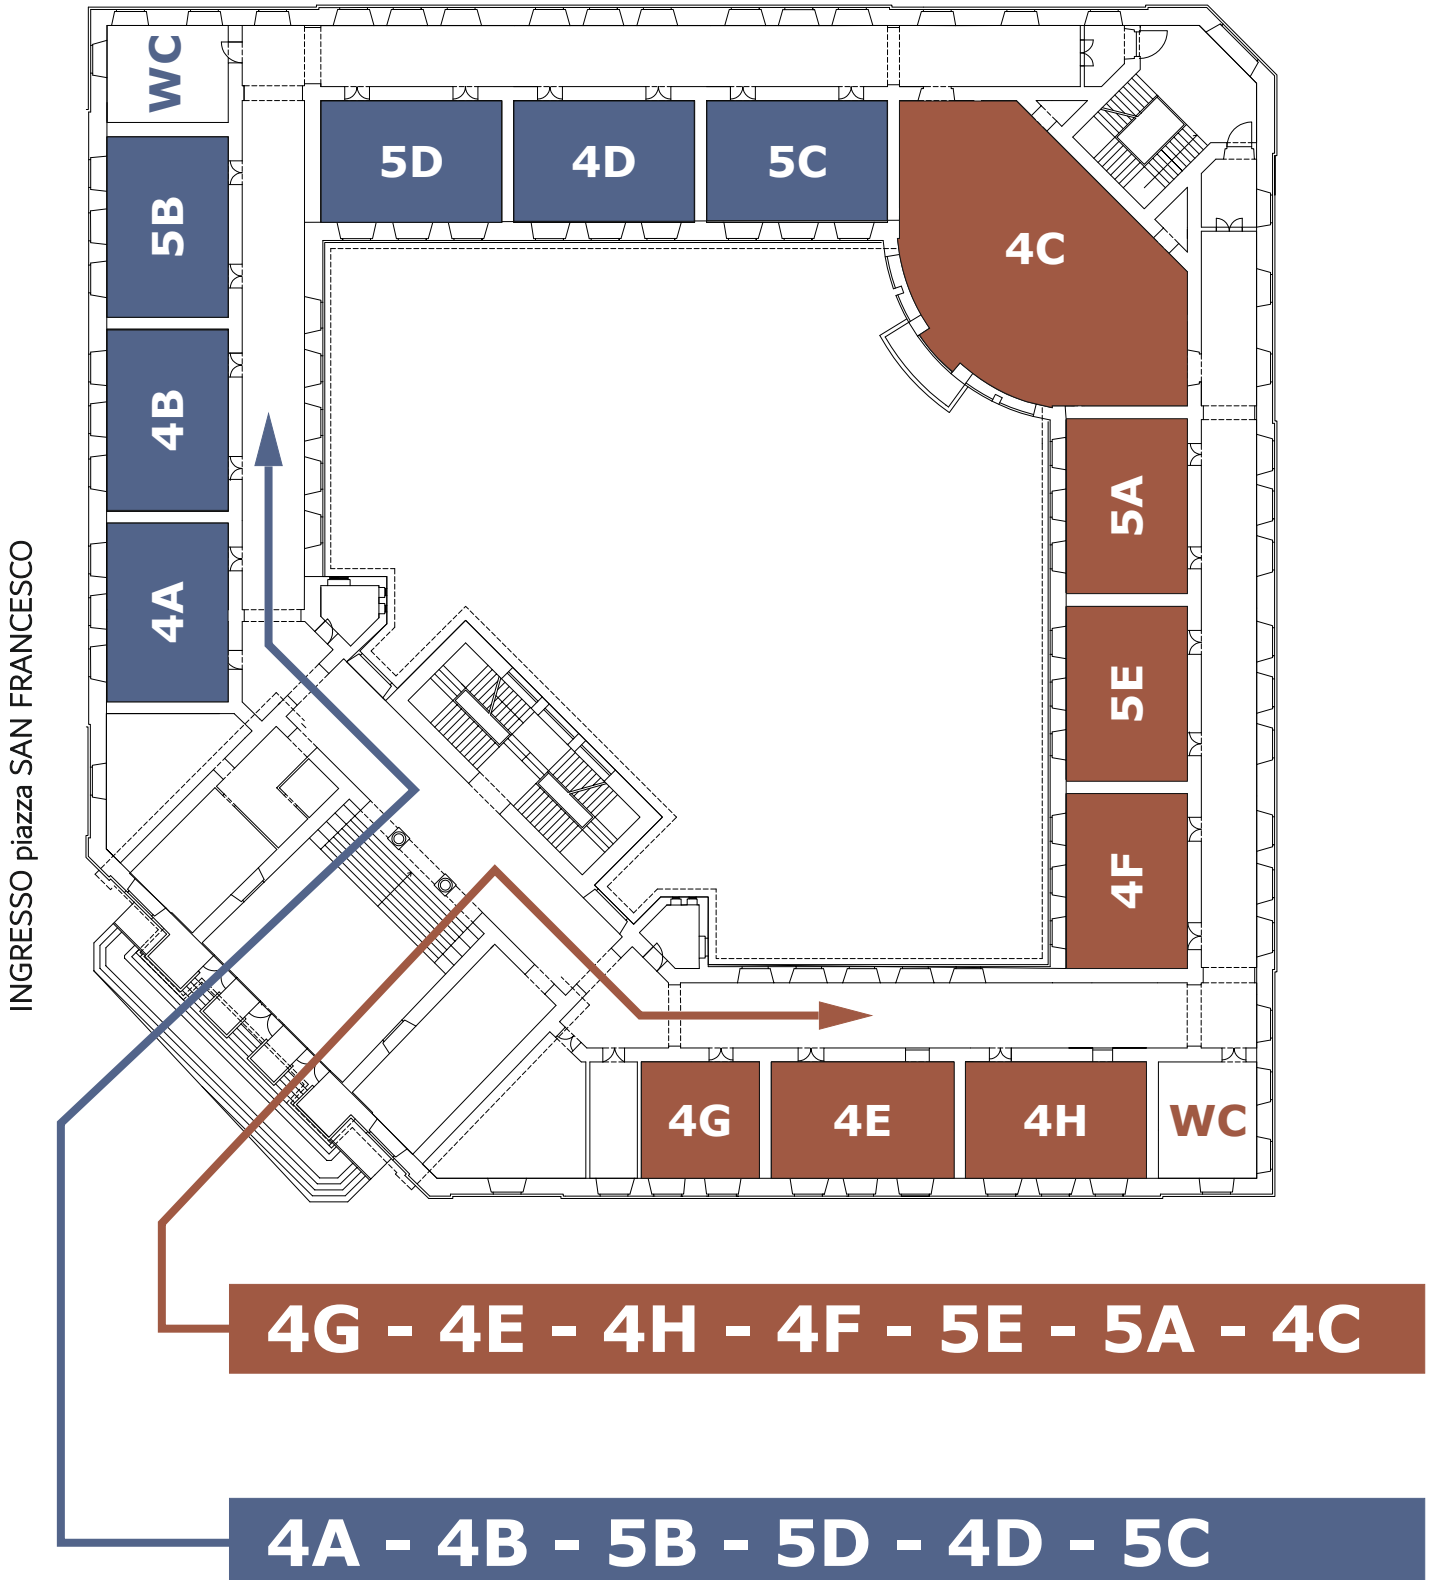 WC
5D
4D
5C
5B
4C
4B
5A
4A
INGRESSO piazza SAN FRANCESCO
5E
4F
4G
4E
4H
WC
4G - 4E - 4H - 4F - 5E - 5A - 4C
4A - 4B - 5B - 5D - 4D - 5C